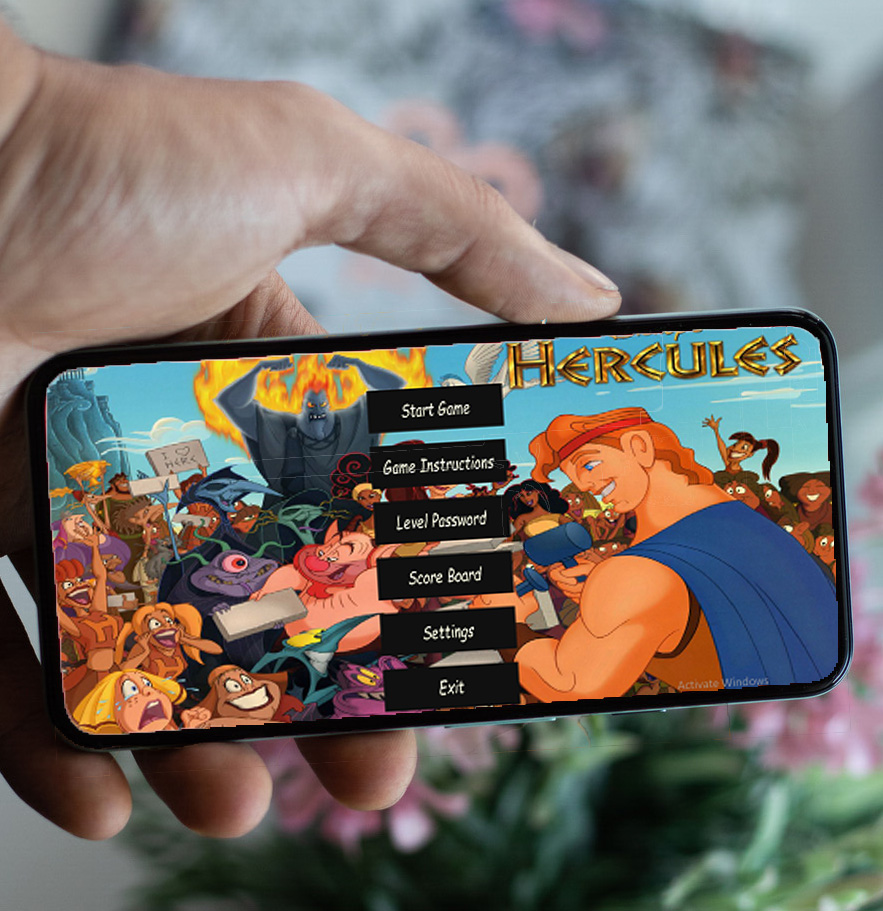 HERCULES
I ♡
HERC
Start Game
Game Instructions
Level Password
Score Board
Settings
Exit
Activate Windows